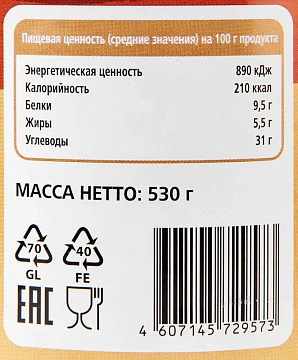 Пищевая ценность (средние значения) на 100 г продукта
Энергетическая ценность 890 кДж
Калорийность 210 ккал
Белки 9,5 г
Жиры 5,5 г
Углеводы 31 г
МАССА НЕТТО: 530 г
70 40
GL FE
EAC
4 607145 729573